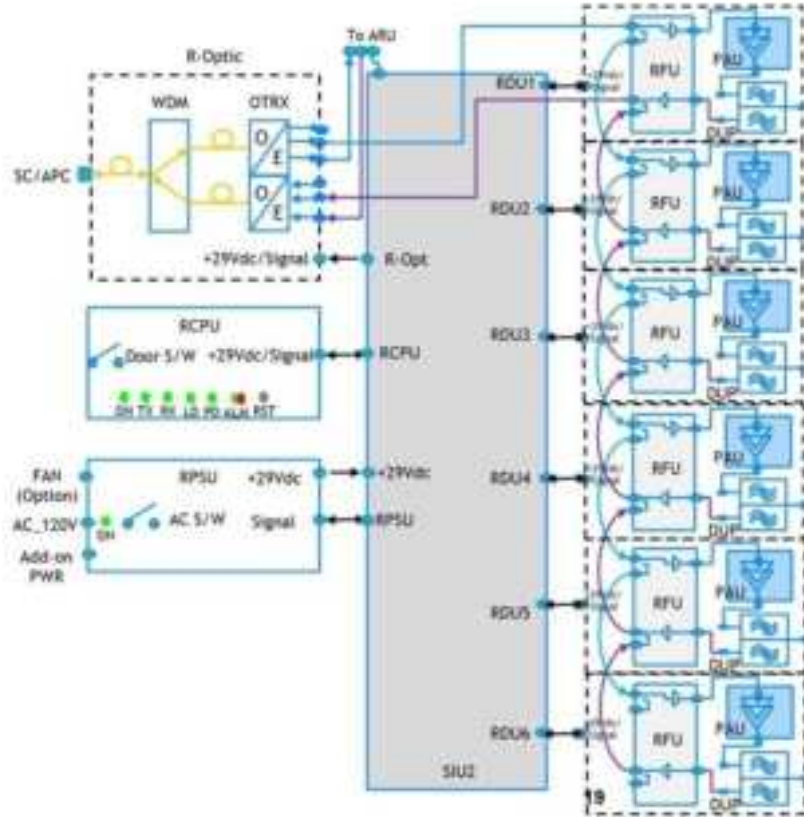 To ARU
R-Optic
WDM
OTRX
O
E
O
E
SC/APC
+29Vdc/Signal
R-Opt
RCPU
Door S/W
+29Vdc/Signal
RCPU
ON TX RX LD PD ALM RST
FAN
(Option)
RPSU
+29Vdc
+29Vdc
AC_120V
ON
AC S/W
Signal
RPSU
Add-on
PWR
SIU2
RDU1
RFU
PAU
DUP
RDU2
RFU
PAU
DUP
RDU3
RFU
PAU
DUP
RDU4
RFU
PAU
DUP
RDU5
RFU
PAU
DUP
RDU6
RFU
PAU
DUP
19